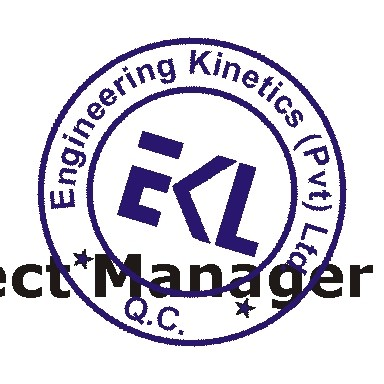 Engineering Kinetics (Pvt) Ltd
EKL
ect Manager
Q.C.